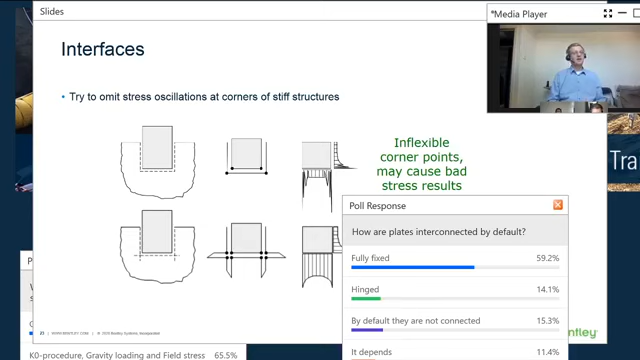 Slides
*Media Player
Interfaces
• Try to omit stress oscillations at corners of stiff structures
Inflexible
corner points,
may cause bad
stress results
Tra
Poll Response
How are plates interconnected by default?
Fully fixed 59.2%
Hinged 14.1%
By default they are not connected 15.3%
It depends 11.4%
K0-procedure, Gravity loading and Field stress 65.5%